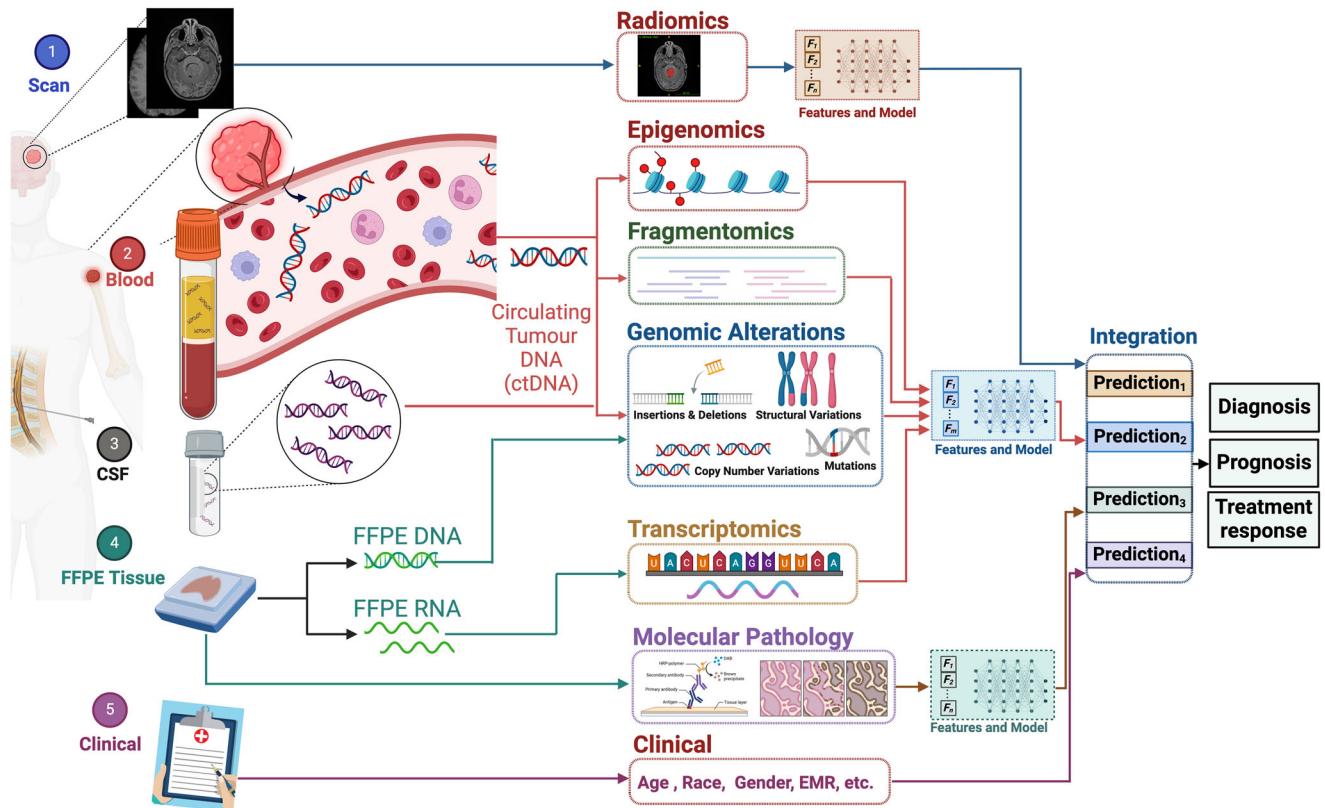 1
Scan
2
Blood
3
CSF
4
FFPE Tissue
5
Clinical
Circulating
Tumour
DNA
(ctDNA)
FFPE DNA
FFPE RNA
Radiomics
F1
F2
Fn
Features and Model
Epigenomics
Fragmentomics
Genomic Alterations
Insertions & Deletions
Structural Variations
Copy Number Variations
Mutations
F1
F2
Fm
Features and Model
Transcriptomics
U A C U C A G G U U C A
Molecular Pathology
HRP-polymer
DAB
Secondary antibody
Brown
precipitate
Primary antibody
Antigen
Tissue layer
F1
F2
Fn
Features and Model
Clinical
Age , Race, Gender, EMR, etc.
Integration
Prediction1
Prediction2
Prediction3
Prediction4
Diagnosis
Prognosis
Treatment
response